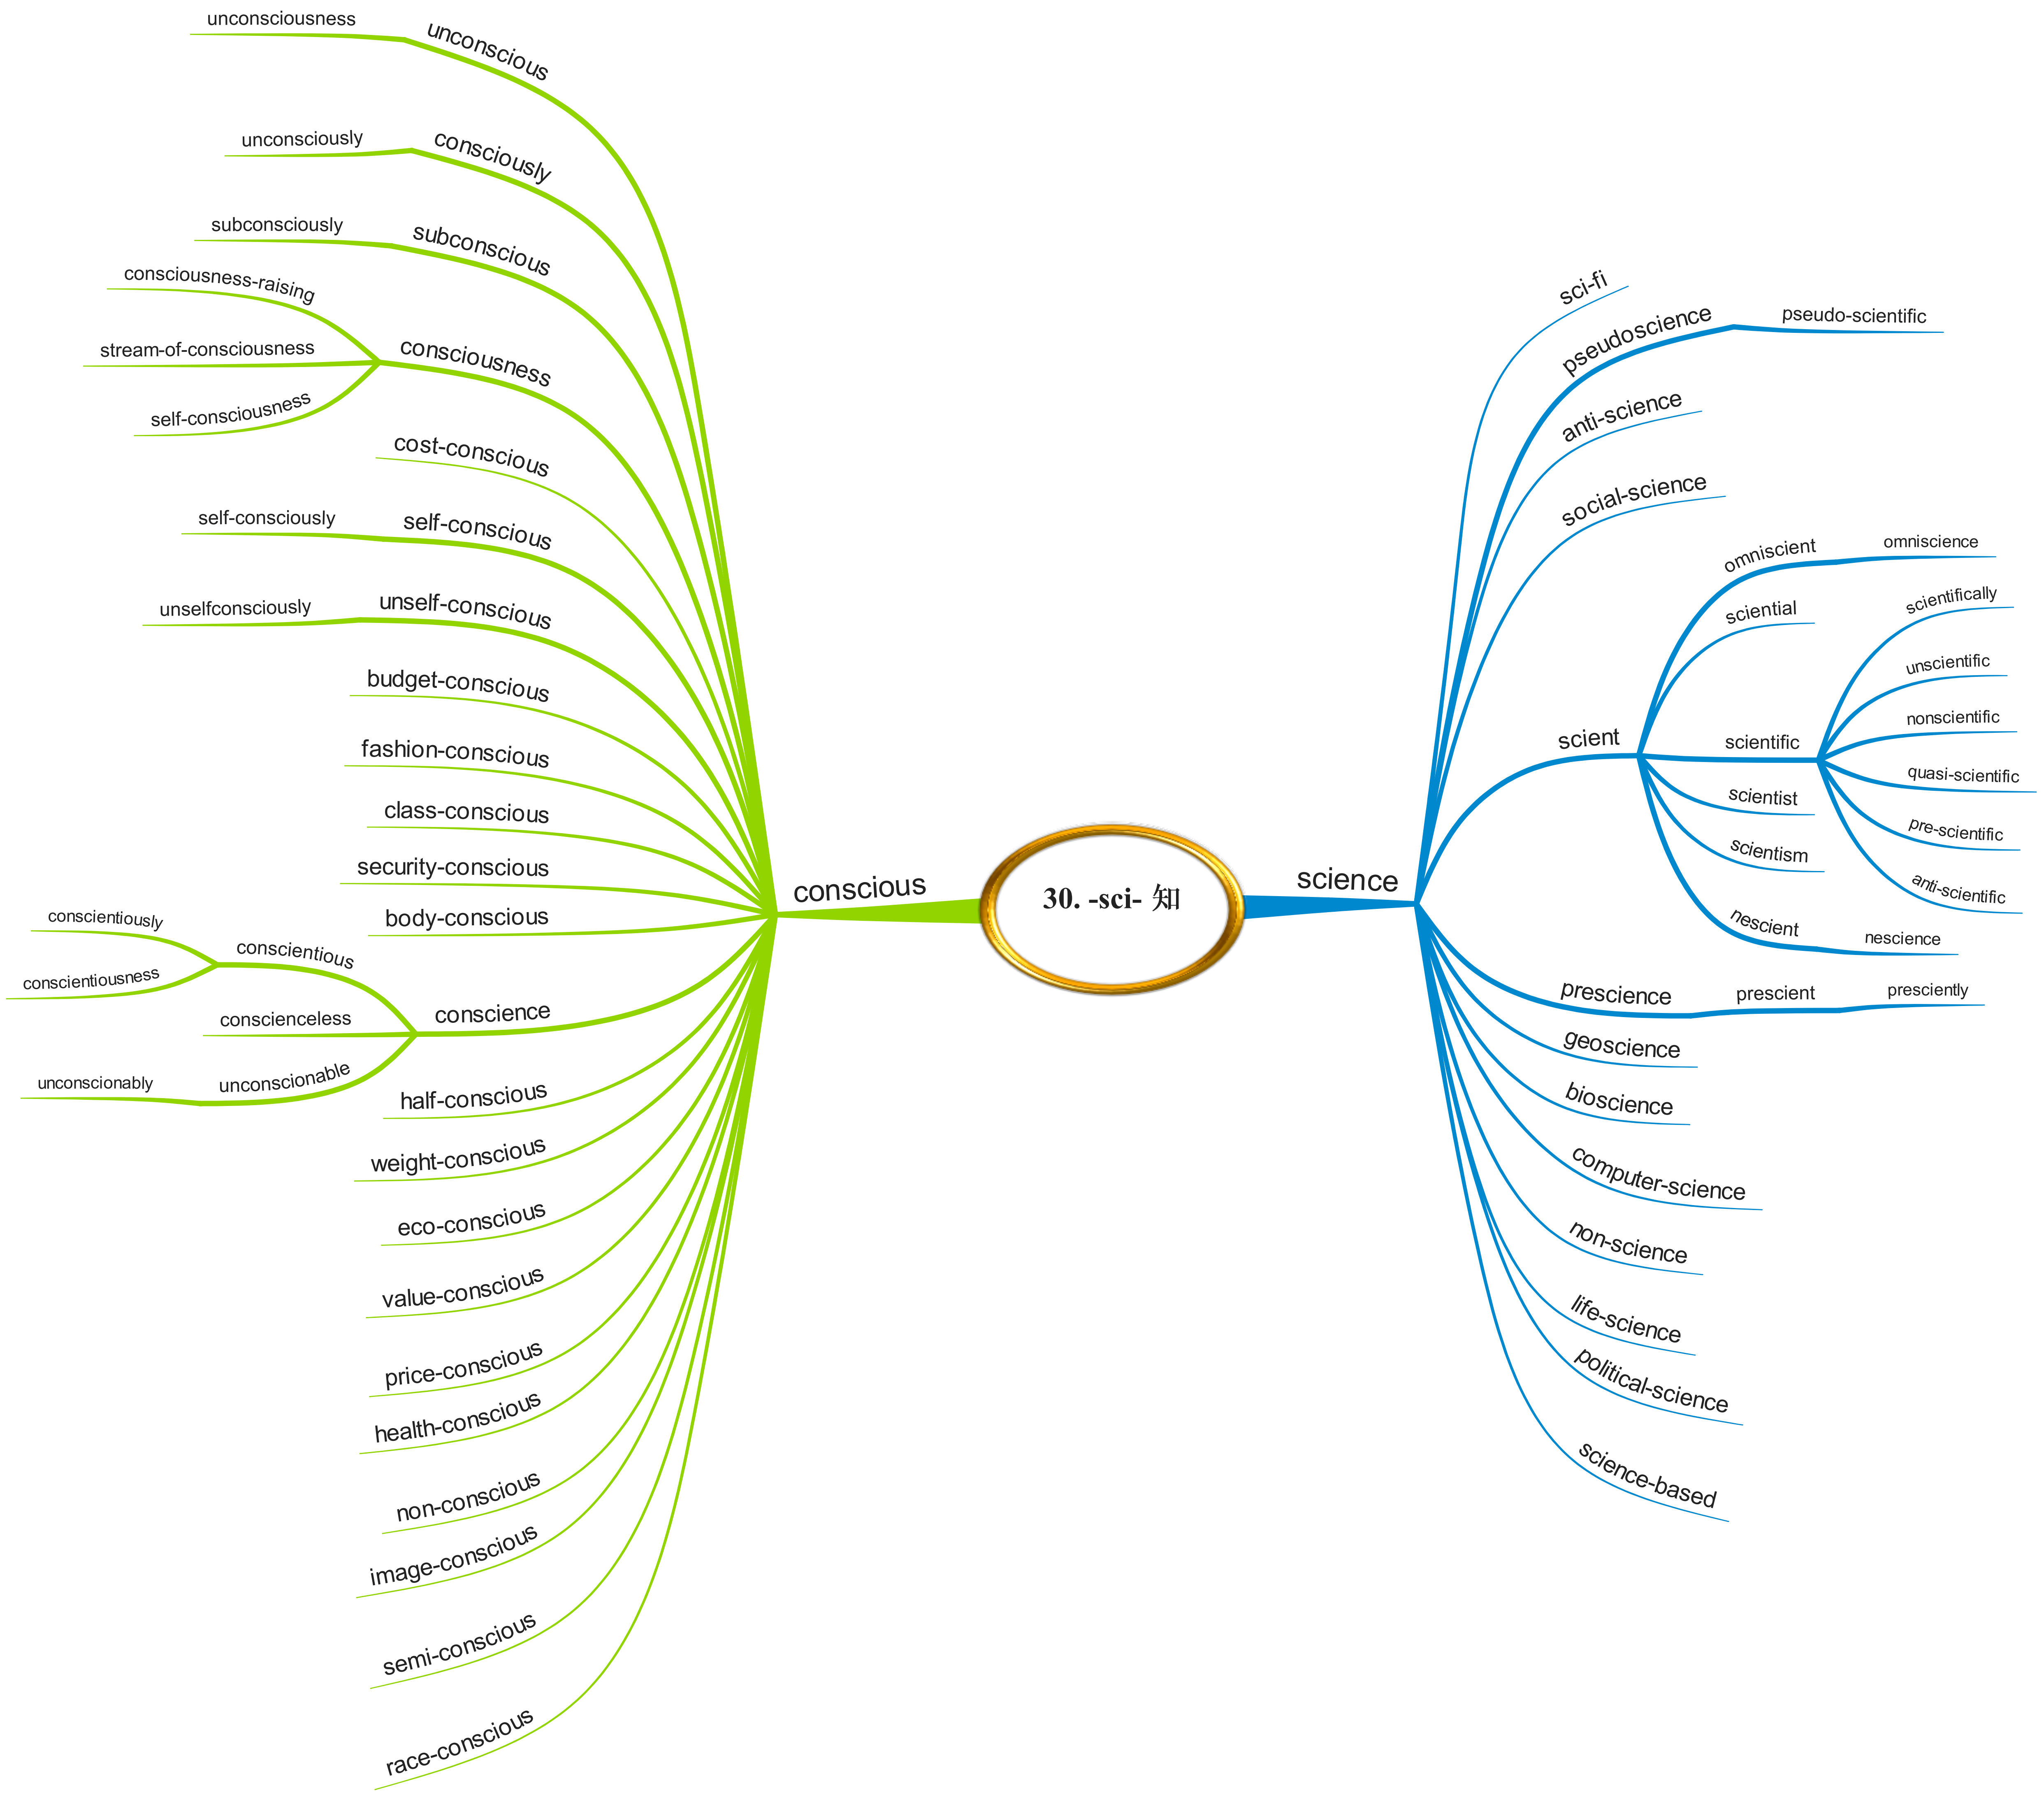 30. -sci- 知
conscious
unconscious
unconsciousness
consciously
unconsciously
subconscious
subconsciously
consciousness
consciousness-raising
stream-of-consciousness
self-consciousness
cost-conscious
self-conscious
self-consciously
unself-conscious
unselfconsciously
budget-conscious
fashion-conscious
class-conscious
security-conscious
body-conscious
conscience
conscientious
conscientiously
conscientiousness
conscienceless
unconscionable
unconscionably
half-conscious
weight-conscious
eco-conscious
value-conscious
price-conscious
health-conscious
non-conscious
image-conscious
semi-conscious
race-conscious
science
sci-fi
pseudoscience
pseudo-scientific
anti-science
social-science
scient
omniscient
omniscience
sciential
scientific
scientifically
unscientific
nonscientific
quasi-scientific
pre-scientific
anti-scientific
scientist
scientism
nescient
nescience
prescience
prescient
presciently
geoscience
bioscience
computer-science
non-science
life-science
political-science
science-based